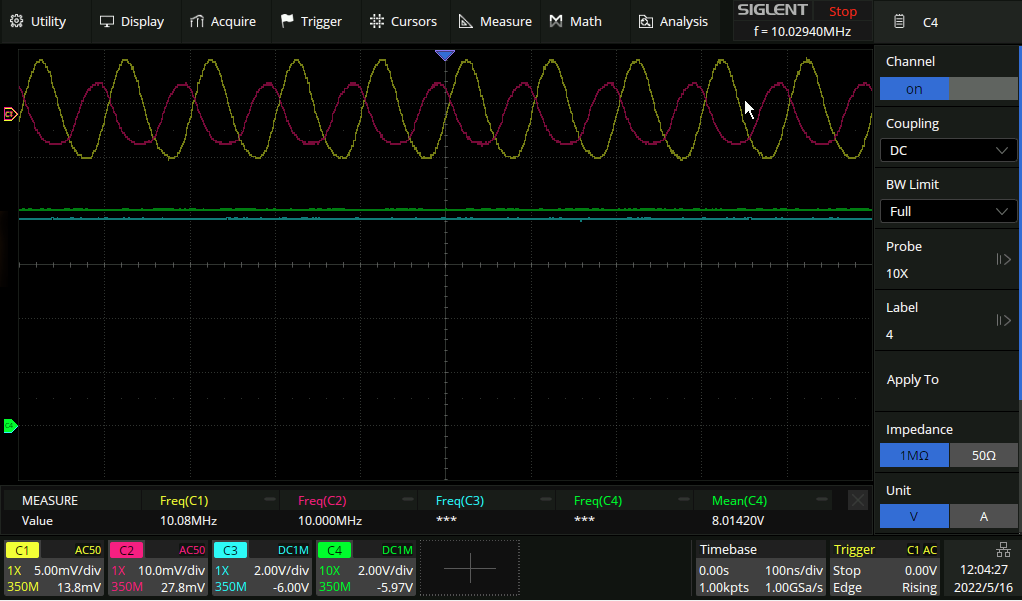 Utility Display Acquire Trigger Cursors Measure Math Analysis SIGLENT Stop C4
f = 10.02940MHz
Channel
on
C1
Coupling
DC
BW Limit
Full
Probe
10X
Label
4
Apply To
C4
Impedance
1MΩ 50Ω
Unit
V A
MEASURE Freq(C1) Freq(C2) Freq(C3) Freq(C4) Mean(C4)
Value 10.08MHz 10.000MHz *** *** 8.01420V
C1 AC50 C2 AC50 C3 DC1M C4 DC1M Timebase Trigger C1 AC
1X 5.00mV/div 1X 10.0mV/div 1X 2.00V/div 10X 2.00V/div 0.00s 100ns/div Stop 0.00V 12:04:27
350M 13.8mV 350M 27.8mV 350M -6.00V 350M -5.97V 1.00kpts 1.00GSa/s Edge Rising 2022/5/16